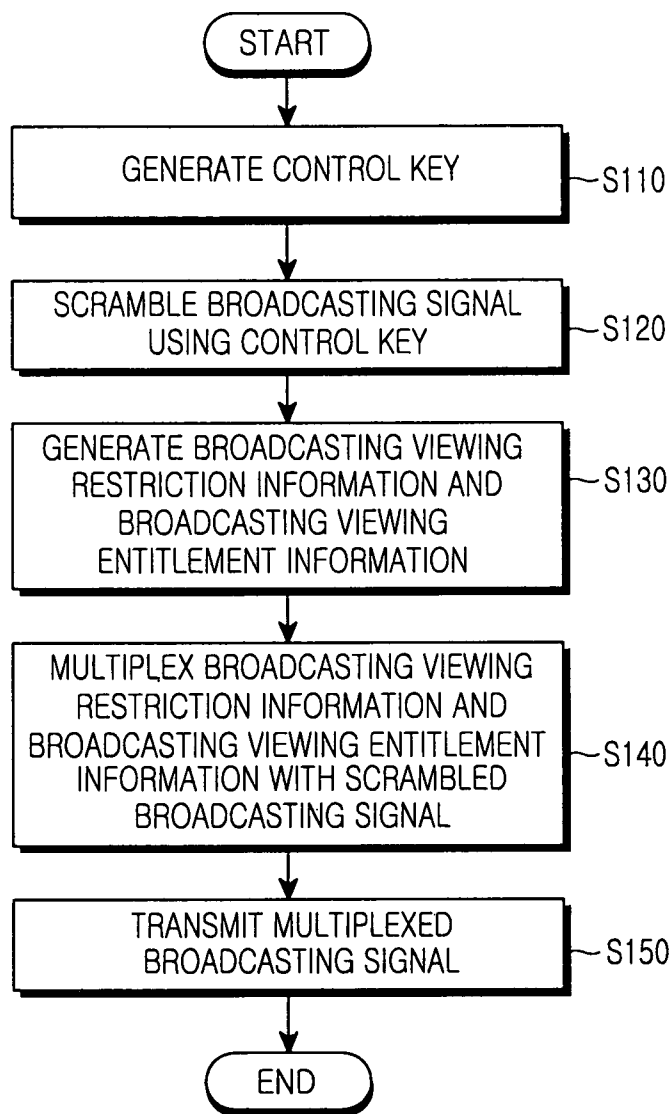 START
GENERATE CONTROL KEY
S110
SCRAMBLE BROADCASTING SIGNAL
USING CONTROL KEY
S120
GENERATE BROADCASTING VIEWING
RESTRICTION INFORMATION AND
BROADCASTING VIEWING
ENTITLEMENT INFORMATION
S130
MULTIPLEX BROADCASTING VIEWING
RESTRICTION INFORMATION AND
BROADCASTING VIEWING ENTITLEMENT
INFORMATION WITH SCRAMBLED
BROADCASTING SIGNAL
S140
TRANSMIT MULTIPLEXED
BROADCASTING SIGNAL
S150
END